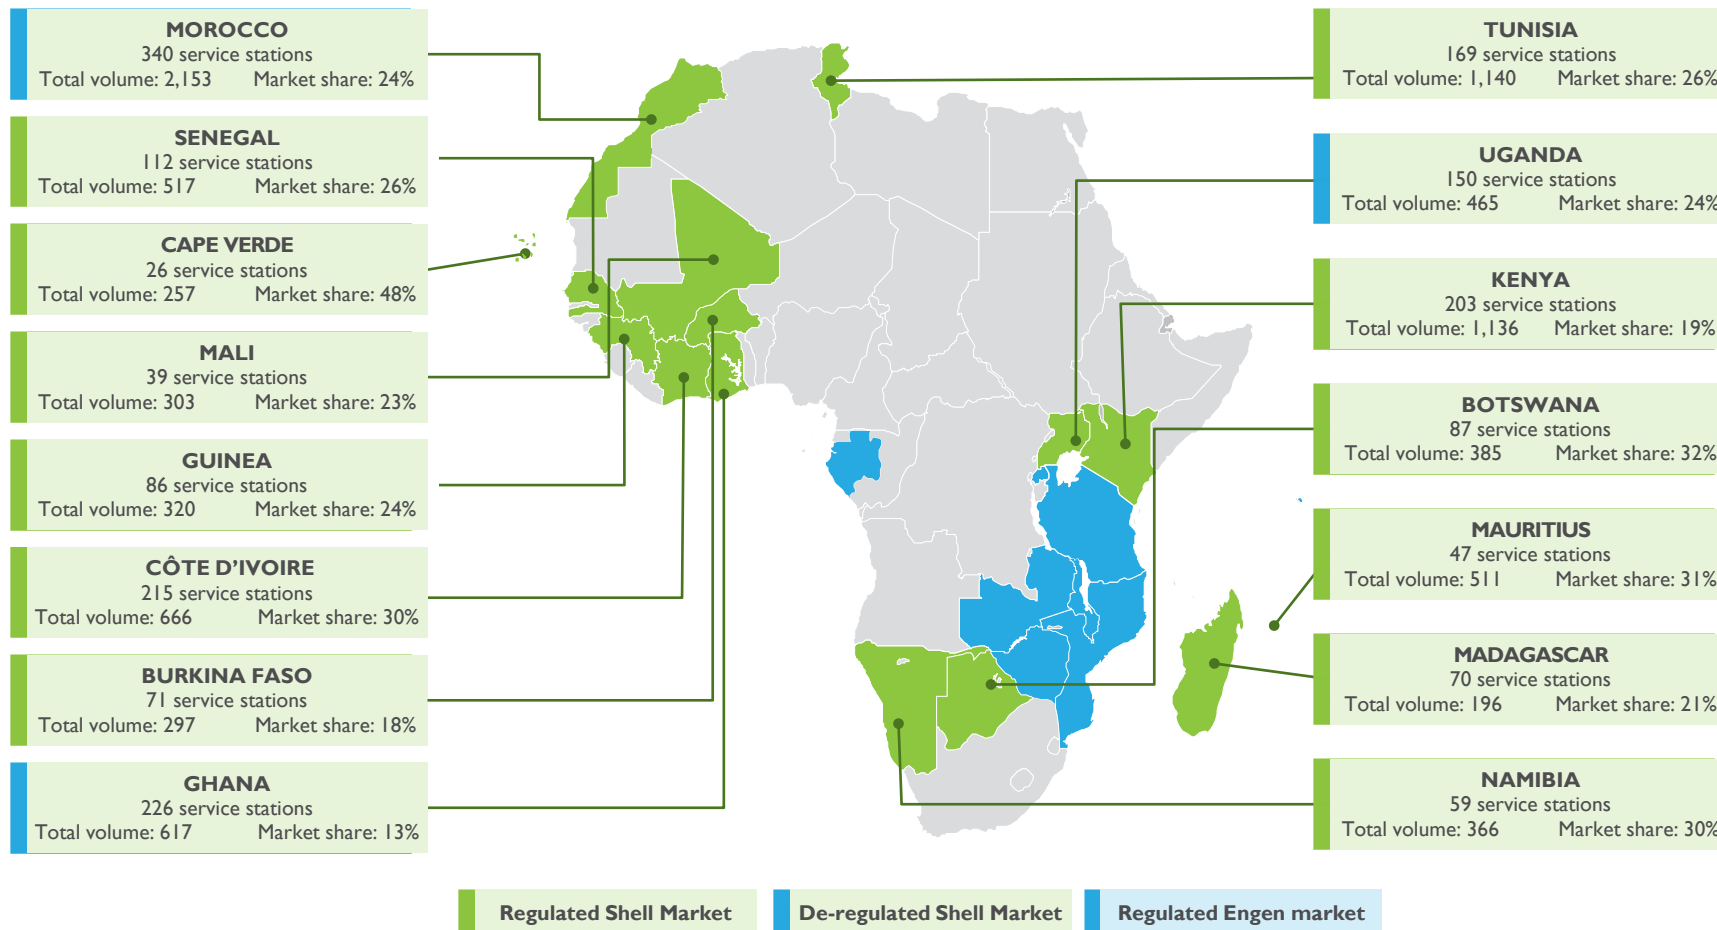 MOROCCO
340 service stations
Total volume: 2,153 Market share: 24%
SENEGAL
112 service stations
Total volume: 517 Market share: 26%
CAPE VERDE
26 service stations
Total volume: 257 Market share: 48%
MALI
39 service stations
Total volume: 303 Market share: 23%
GUINEA
86 service stations
Total volume: 320 Market share: 24%
CÔTE D’IVOIRE
215 service stations
Total volume: 666 Market share: 30%
BURKINA FASO
71 service stations
Total volume: 297 Market share: 18%
GHANA
226 service stations
Total volume: 617 Market share: 13%
TUNISIA
169 service stations
Total volume: 1,140 Market share: 26%
UGANDA
150 service stations
Total volume: 465 Market share: 24%
KENYA
203 service stations
Total volume: 1,136 Market share: 19%
BOTSWANA
87 service stations
Total volume: 385 Market share: 32%
MAURITIUS
47 service stations
Total volume: 511 Market share: 31%
MADAGASCAR
70 service stations
Total volume: 196 Market share: 21%
NAMIBIA
59 service stations
Total volume: 366 Market share: 30%
Regulated Shell Market De-regulated Shell Market Regulated Engen market